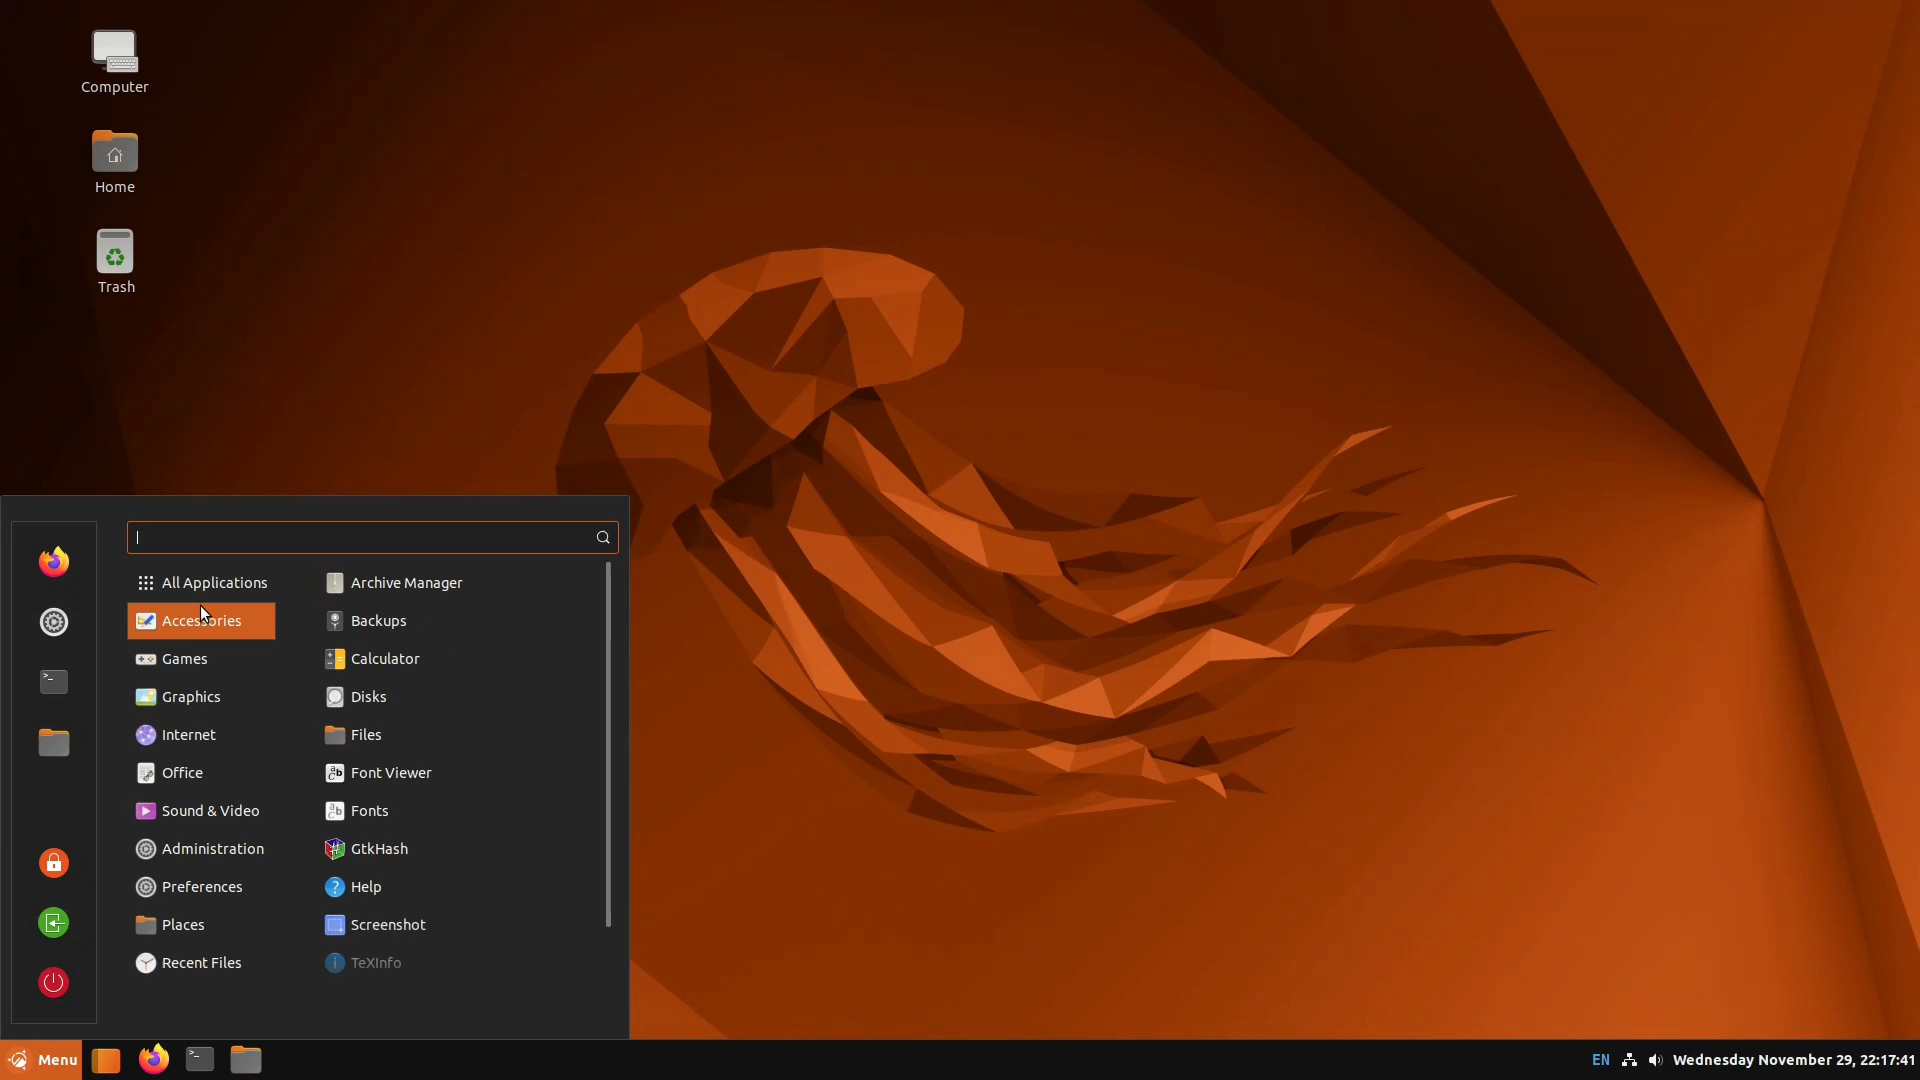 Computer
Home
Trash
All Applications
Accessories
Games
Graphics
Internet
Office
Sound & Video
Administration
Preferences
Places
Recent Files
Archive Manager
Backups
Calculator
Disks
Files
Font Viewer
Fonts
GtkHash
Help
Screenshot
TeXInfo
Menu
EN
Wednesday November 29, 22:17:41